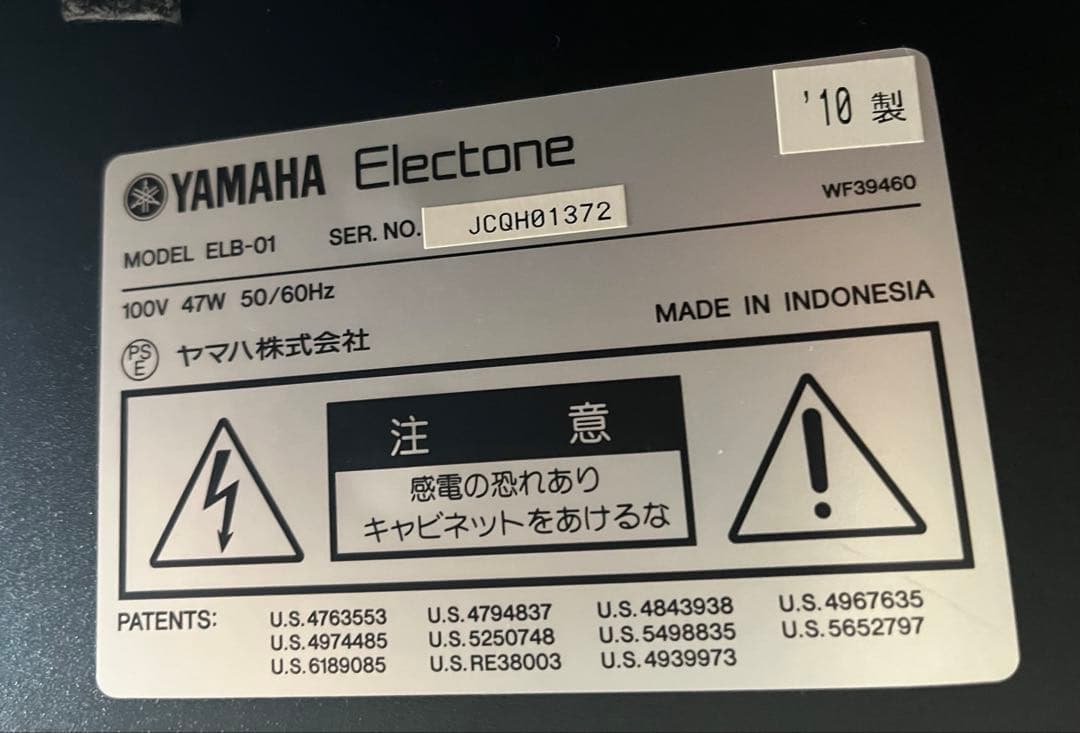 '10 製
YAMAHA Electone
WF39460
MODEL ELB-01 SER. NO. JCQH01372
100V 47W 50/60Hz
MADE IN INDONESIA
PSE ヤマハ株式会社
注 意
感電の恐れあり
キャビネットをあけるな
PATENTS: U.S.4763553 U.S.4794837 U.S.4843938 U.S.4967635
U.S.4974485 U.S.5250748 U.S.5498835 U.S.5652797
U.S.6189085 U.S.RE38003 U.S.4939973